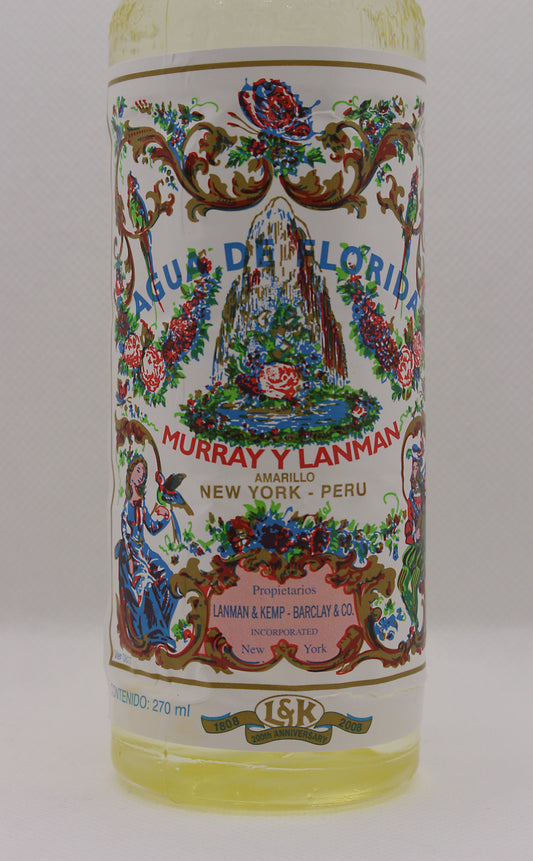 AGUA DE FLORIDA
MURRAY Y LANMAN
AMARILLO
NEW YORK - PERU
Propietarios
LANMAN & KEMP - BARCLAY & CO.
INCORPORATED
New York
CONTENIDO: 270 ml
L&K
1808 2008
200th ANNIVERSARY